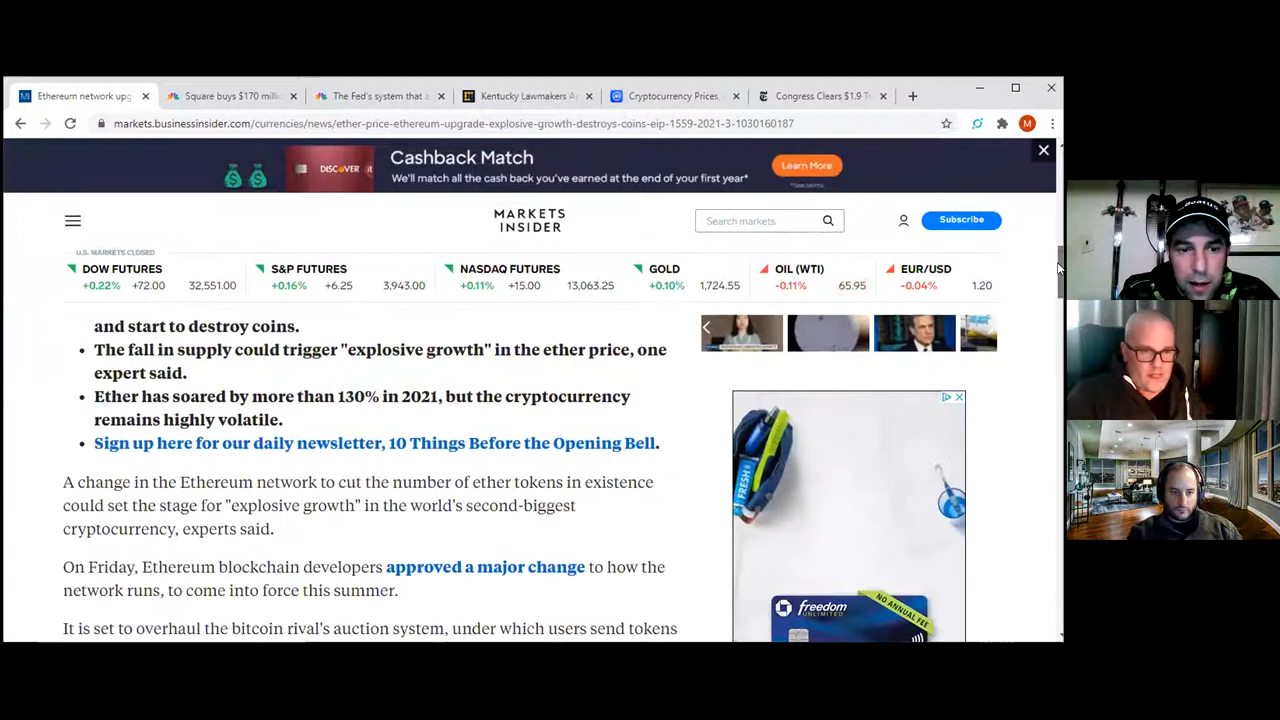 Ethereum network upg
Square buys $170 milli
The Fed's system that a
Kentucky Lawmakers A
Cryptocurrency Prices,
Congress Clears $1.9 T
markets.businessinsider.com/currencies/news/ether-price-ethereum-upgrade-explosive-growth-destroys-coins-eip-1559-2021-3-1030160187
M
DISCOVER it
Cashback Match
We'll match all the cash back you've earned at the end of your first year*
Learn More
MARKETS
INSIDER
Search markets
Subscribe
U.S. MARKETS CLOSED
DOW FUTURES
+0.22% +72.00 32,551.00
S&P FUTURES
+0.16% +6.25 3,943.00
NASDAQ FUTURES
+0.11% +15.00 13,063.25
GOLD
+0.10% 1,724.55
OIL (WTI)
-0.11% 65.95
EUR/USD
-0.04% 1.20
and start to destroy coins.
• The fall in supply could trigger "explosive growth" in the ether price, one
expert said.
• Ether has soared by more than 130% in 2021, but the cryptocurrency
remains highly volatile.
• Sign up here for our daily newsletter, 10 Things Before the Opening Bell.
A change in the Ethereum network to cut the number of ether tokens in existence
could set the stage for "explosive growth" in the world's second-biggest
cryptocurrency, experts said.
On Friday, Ethereum blockchain developers approved a major change to how the
network runs, to come into force this summer.
It is set to overhaul the bitcoin rival's auction system, under which users send tokens
FRESH
freedom
UNLIMITED
NO ANNUAL FEE